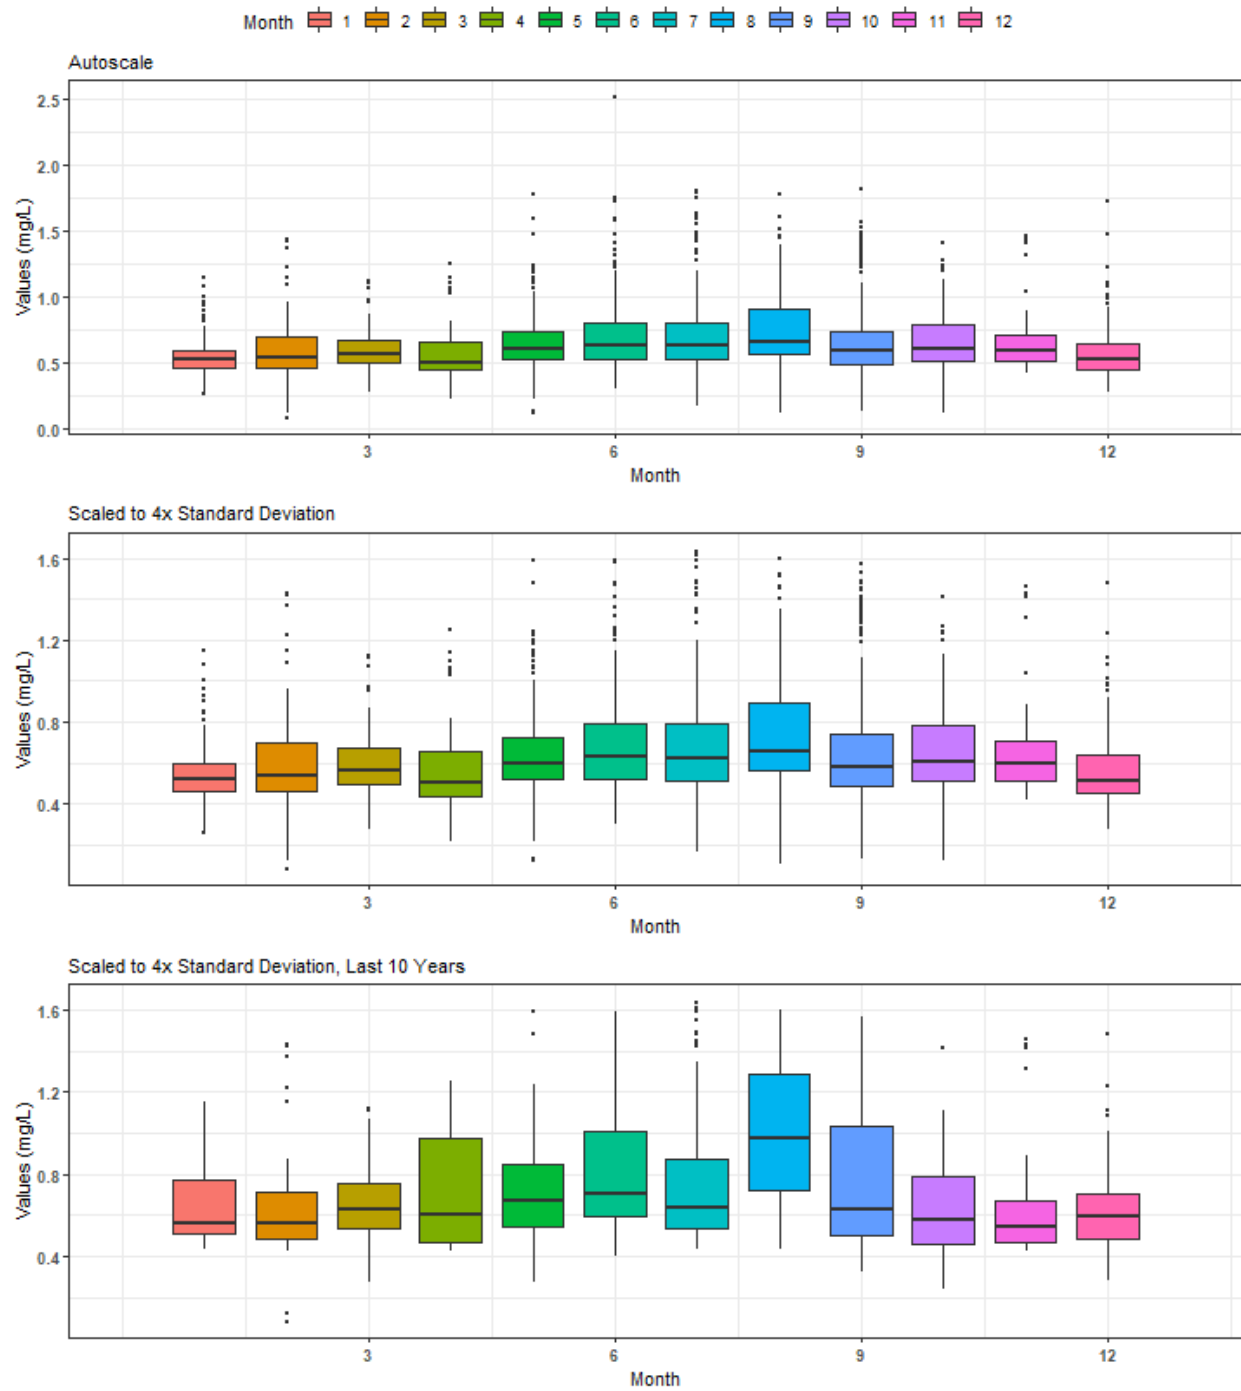 Month 1 2 3 4 5 6 7 8 9 10 11 12
Autoscale
Values (mg/L)
2.5
2.0
1.5
1.0
0.5
0.0
3 6 9 12
Month
Scaled to 4x Standard Deviation
Values (mg/L)
1.6
1.2
0.8
0.4
3 6 9 12
Month
Scaled to 4x Standard Deviation, Last 10 Years
Values (mg/L)
1.6
1.2
0.8
0.4
3 6 9 12
Month